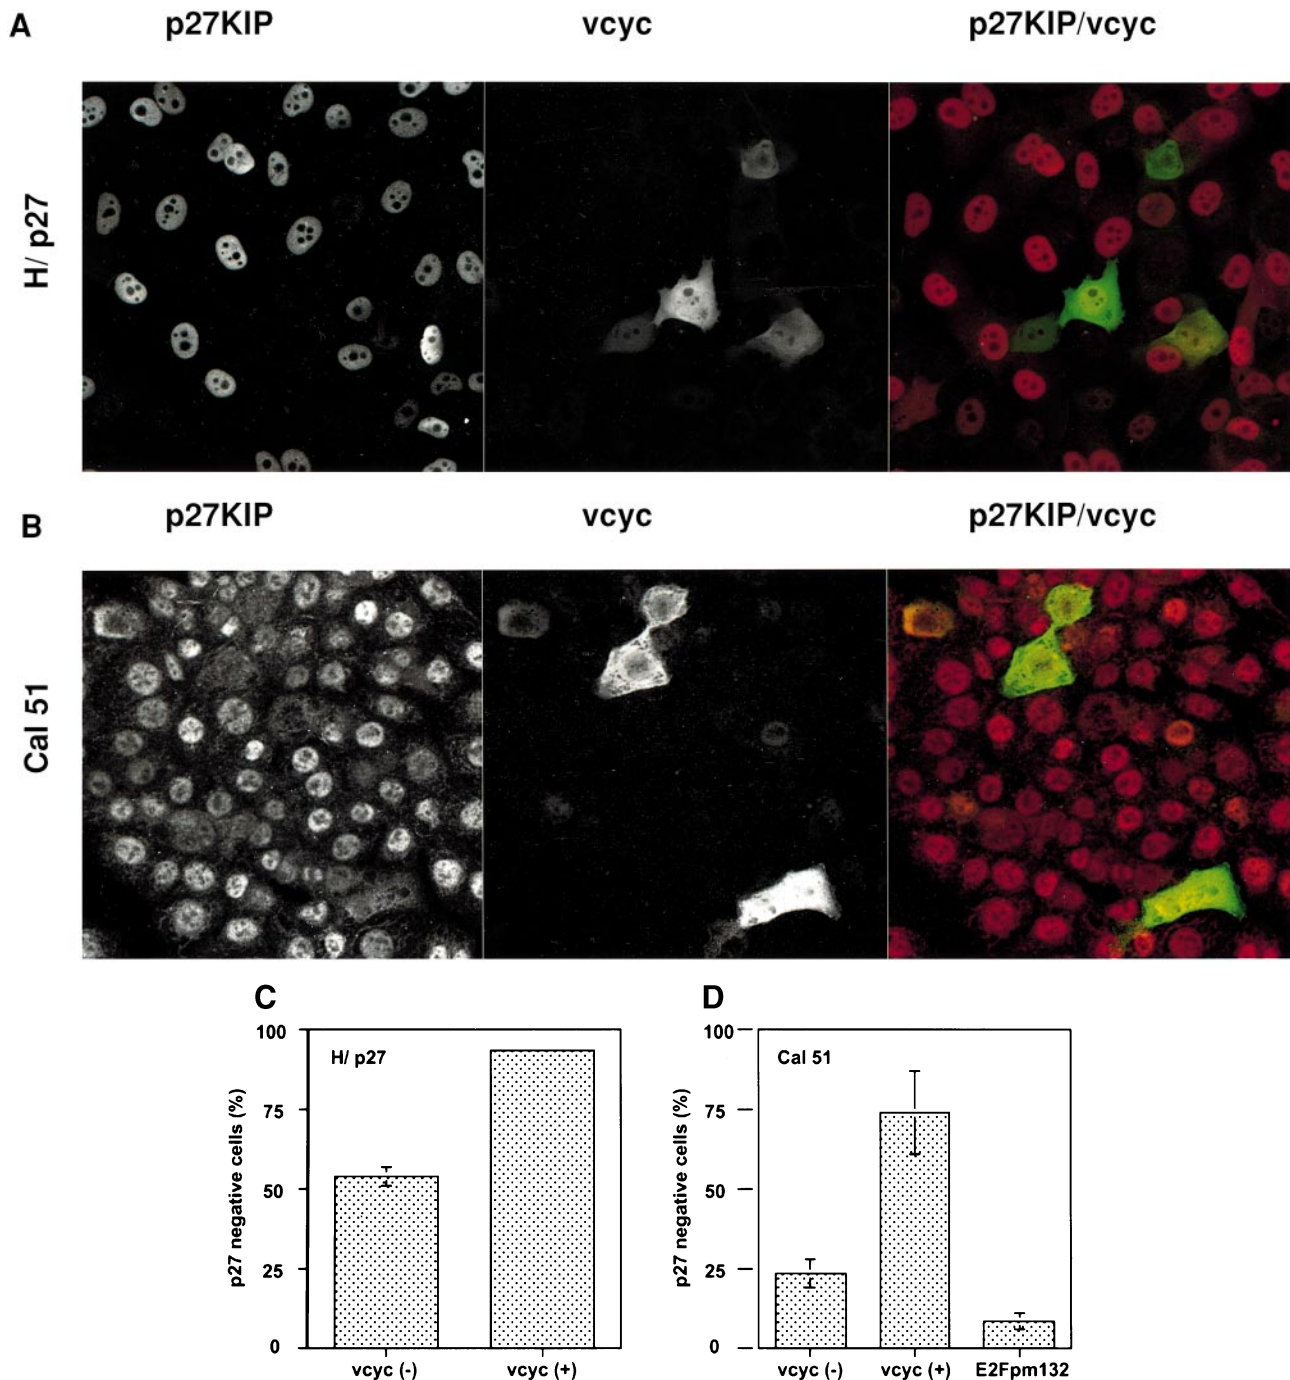 A
p27KIP
vcyc
p27KIP/vcyc
H/ p27
B
p27KIP
vcyc
p27KIP/vcyc
Cal 51
C
p27 negative cells (%)
100
75
50
25
0
H/ p27
vcyc (-)
vcyc (+)
D
p27 negative cells (%)
100
75
50
25
0
Cal 51
vcyc (-)
vcyc (+)
E2Fpm132